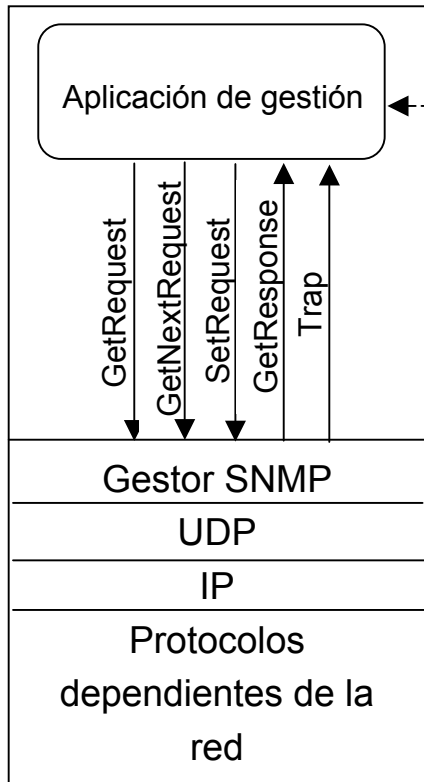 Aplicación de gestión
GetRequest
GetNextRequest
SetRequest
GetResponse
Trap
Gestor SNMP
UDP
IP
Protocolos
dependientes de la
red